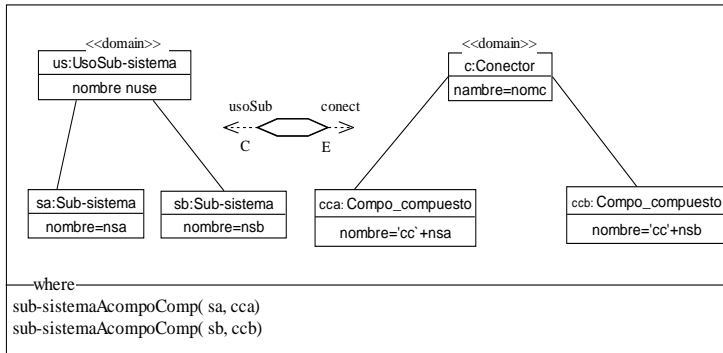 <<domain>>
us:UsoSub-sistema
nombre nuse
<<domain>>
c:Conector
nambre=nomc
usoSub
conect
C
E
sa:Sub-sistema
nombre=nsa
sb:Sub-sistema
nombre=nsb
cca: Compo_compuesto
nombre='cc`+nsa
ccb: Compo_compuesto
nombre='cc'+nsb
where
sub-sistemaAcompoComp( sa, cca)
sub-sistemaAcompoComp( sb, ccb)